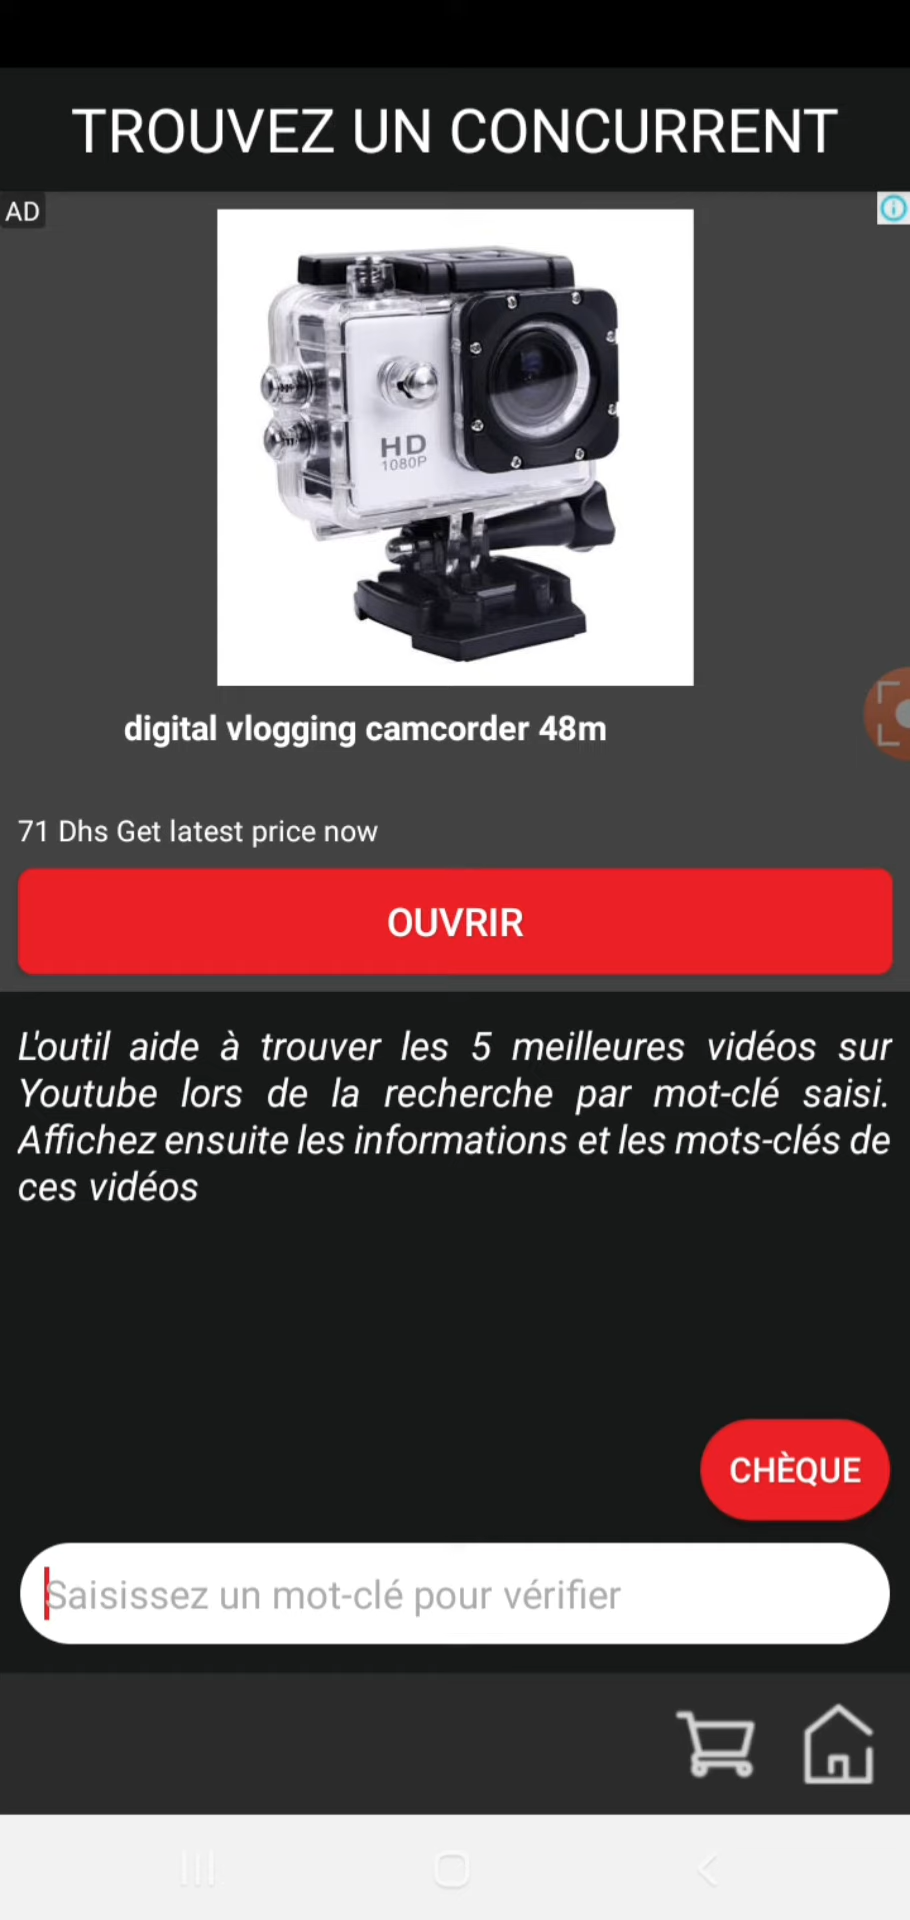 TROUVEZ UN CONCURRENT
AD
HD
1080P
digital vlogging camcorder 48m
71 Dhs Get latest price now
OUVRIR
L'outil aide à trouver les 5 meilleures vidéos sur
Youtube lors de la recherche par mot-clé saisi.
Affichez ensuite les informations et les mots-clés de
ces vidéos
CHÈQUE
Saisissez un mot-clé pour vérifier